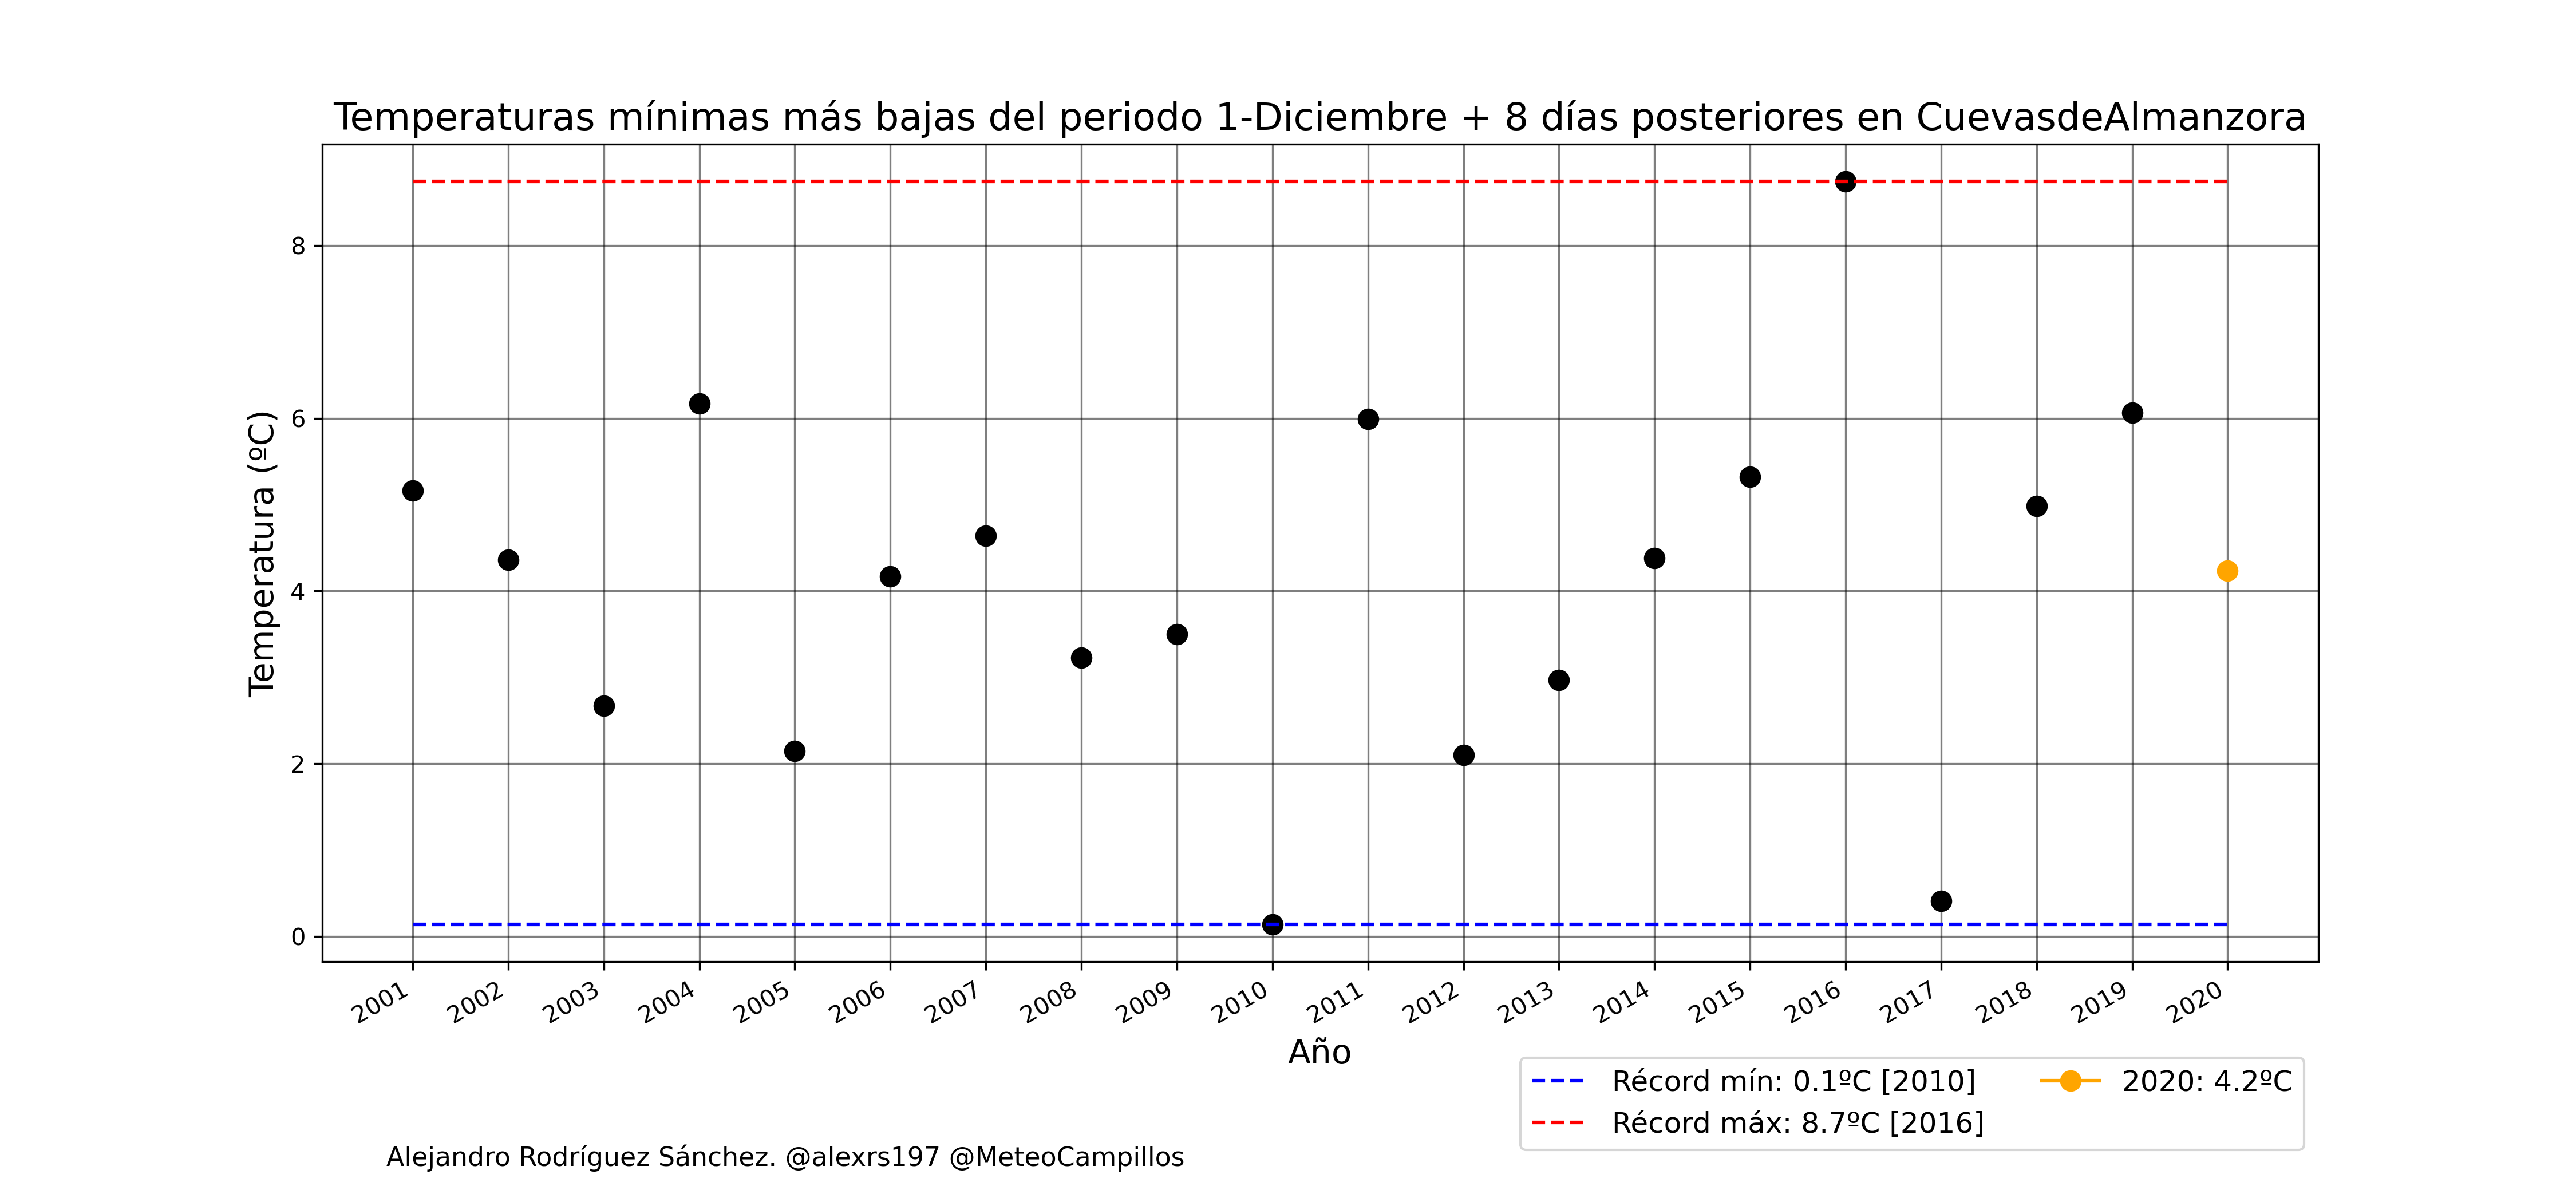 Temperaturas mínimas más bajas del periodo 1-Diciembre + 8 días posteriores en CuevasdeAlmanzora
Temperatura (ºC)
8
6
4
2
0
2001 2002 2003 2004 2005 2006 2007 2008 2009 2010 2011 2012 2013 2014 2015 2016 2017 2018 2019 2020
Año
Récord mín: 0.1ºC [2010]
Récord máx: 8.7ºC [2016]
2020: 4.2ºC
Alejandro Rodríguez Sánchez. @alexrs197 @MeteoCampillos